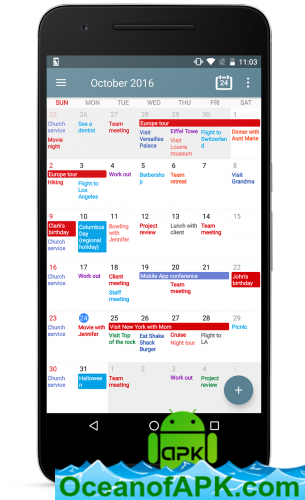 11:03
October 2016
24
SUN MON TUE WED THU FRI SAT
25 26 27 28 29 30 1
Church service
Movie night
See a dentist
Team meeting
Europe tour
Visit Versailles Palace
Eiffel Tower
Visit Louvre museum
Flight to Switzerland
Dinner with Aunt Marie
2 3 4 5 6 7 8
Europe tour
Hiking
Flight to Los Angeles
Work out
Barbershop
Team retreat
Visit Grandma
9 10 11 12 13 14 15
Clark's birthday
Church service
Columbus Day (regional holiday)
Bowling with Jennifer
Project review
Lunch with client
Team meeting
16 17 18 19 20 21 22
Church service
Work out
Client meeting
Staff meeting
Mobile App conference
Team meeting
John's birthday
23 24 25 26 27 28 29
Church service
Movie with Jennifer
Visit New York with Mom
Visit Top of the rock
Eat Shake Shack Burger
Cruise
Night tour
Flight to LA
Picnic
30 31 1 2 3 4 5
Church service
Halloween
Team meeting
Work out
Project review
+
apk
OceanofAPK.com